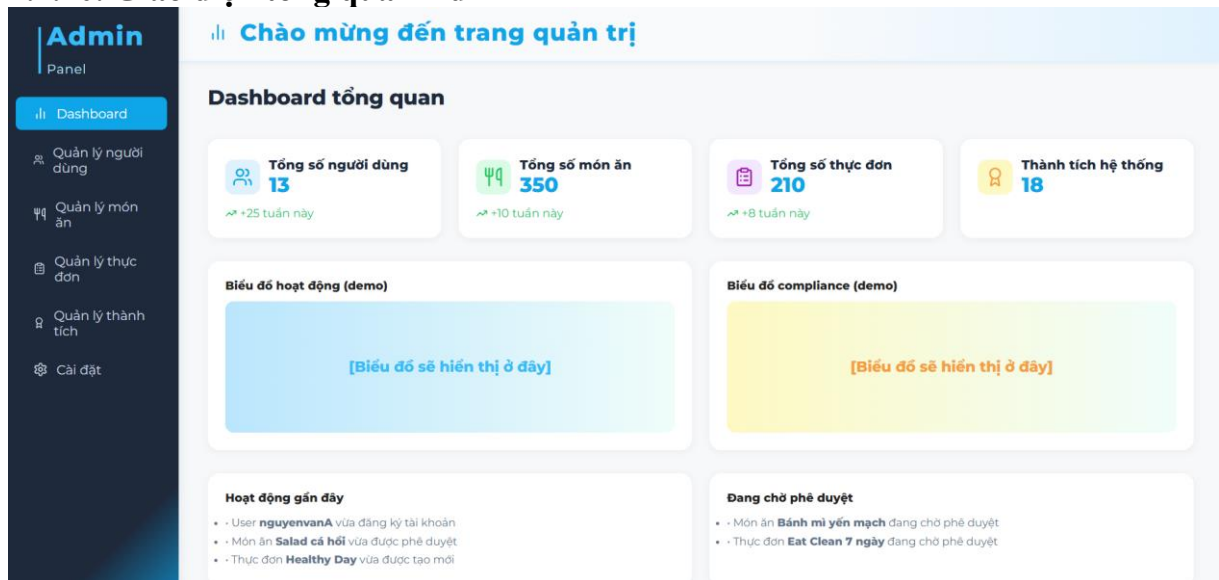 Admin
Panel
Dashboard
Quản lý người
dùng
Quản lý món
ăn
Quản lý thực
đơn
Quản lý thành
tích
Cài đặt
Chào mừng đến trang quản trị
Dashboard tổng quan
Tổng số người dùng
13
+25 tuần này
Tổng số món ăn
350
+10 tuần này
Tổng số thực đơn
210
+8 tuần này
Thành tích hệ thống
18
Biểu đồ hoạt động (demo)
[Biểu đồ sẽ hiển thị ở đây]
Biểu đồ compliance (demo)
[Biểu đồ sẽ hiển thị ở đây]
Hoạt động gần đây
• - User nguyenvanA vừa đăng ký tài khoản
• - Món ăn Salad cá hồi vừa được phê duyệt
• - Thực đơn Healthy Day vừa được tạo mới
Đang chờ phê duyệt
• - Món ăn Bánh mì yến mạch đang chờ phê duyệt
• - Thực đơn Eat Clean 7 ngày đang chờ phê duyệt